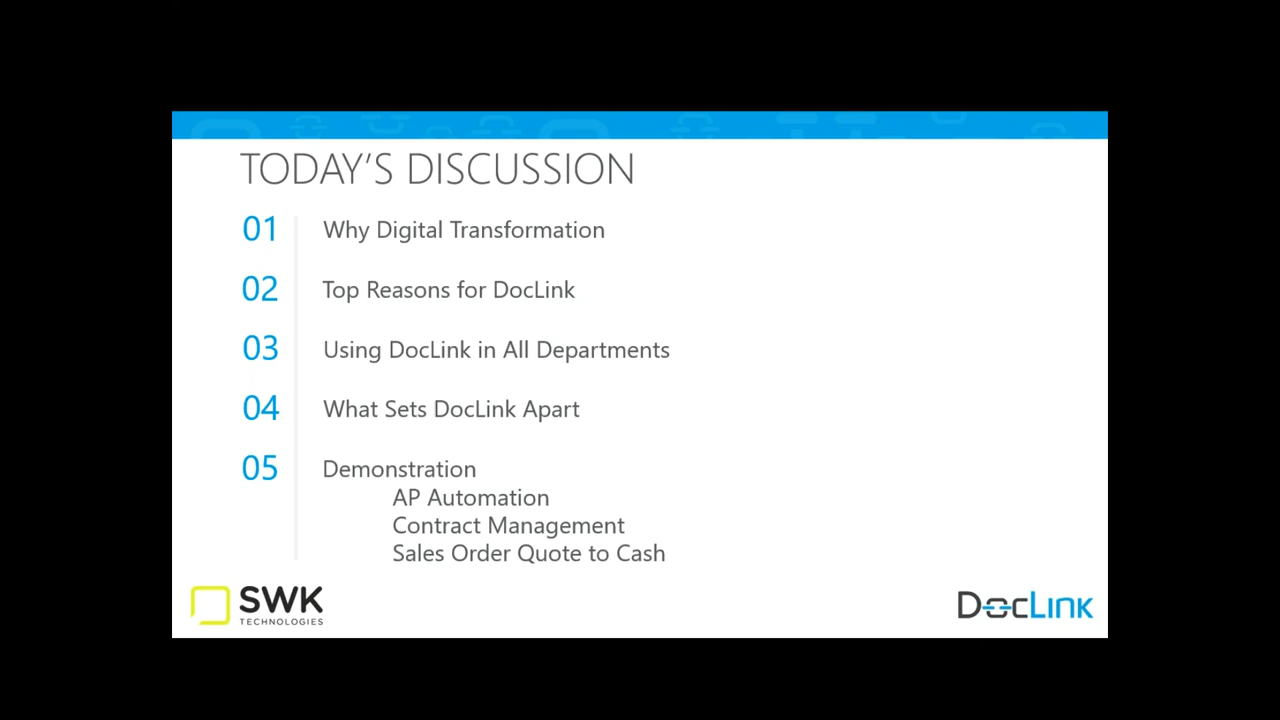 TODAY'S DISCUSSION
01 Why Digital Transformation
02 Top Reasons for DocLink
03 Using DocLink in All Departments
04 What Sets DocLink Apart
05 Demonstration
AP Automation
Contract Management
Sales Order Quote to Cash
SWK
TECHNOLOGIES
DocLink